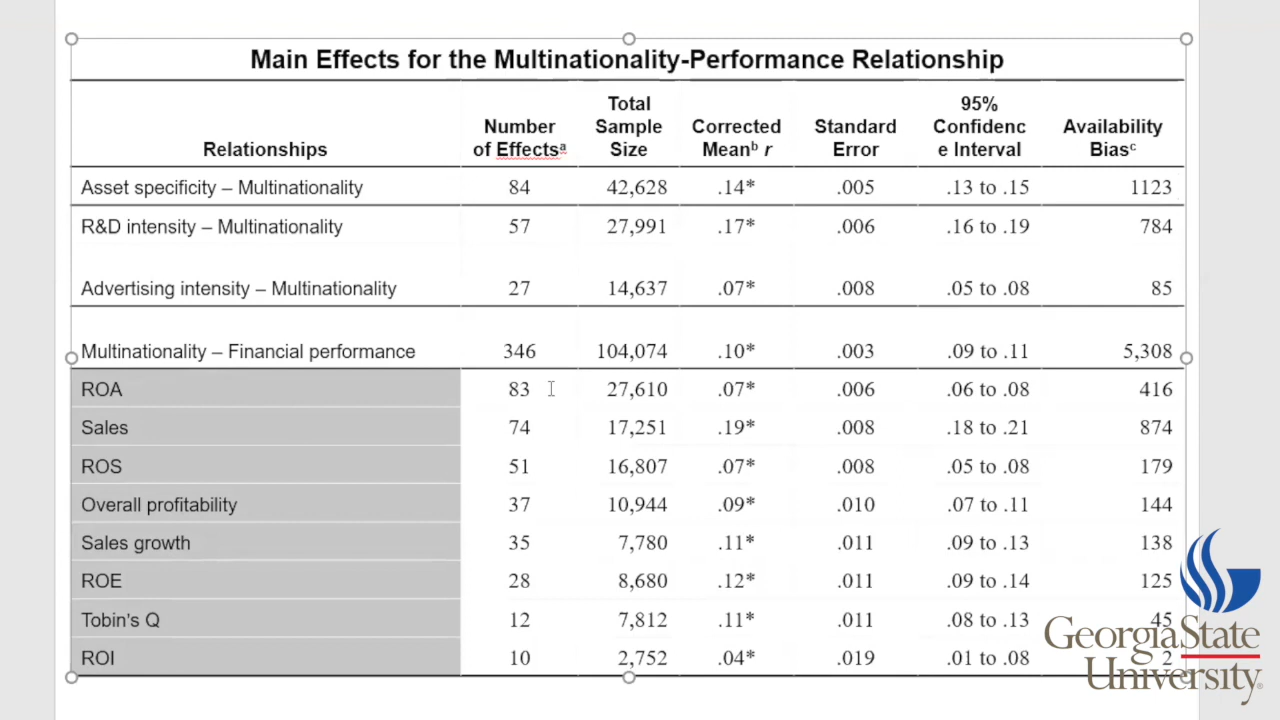 Main Effects for the Multinationality-Performance Relationship
Relationships Number of Effectsᵃ Total Sample Size Corrected Meanᵇ r Standard Error 95% Confidenc e Interval Availability Biasᶜ
Asset specificity – Multinationality 84 42,628 .14* .005 .13 to .15 1123
R&D intensity – Multinationality 57 27,991 .17* .006 .16 to .19 784
Advertising intensity – Multinationality 27 14,637 .07* .008 .05 to .08 85
Multinationality – Financial performance 346 104,074 .10* .003 .09 to .11 5,308
ROA 83 27,610 .07* .006 .06 to .08 416
Sales 74 17,251 .19* .008 .18 to .21 874
ROS 51 16,807 .07* .008 .05 to .08 179
Overall profitability 37 10,944 .09* .010 .07 to .11 144
Sales growth 35 7,780 .11* .011 .09 to .13 138
ROE 28 8,680 .12* .011 .09 to .14 125
Tobin's Q 12 7,812 .11* .011 .08 to .13 45
ROI 10 2,752 .04* .019 .01 to .08 2
GeorgiaState
University®